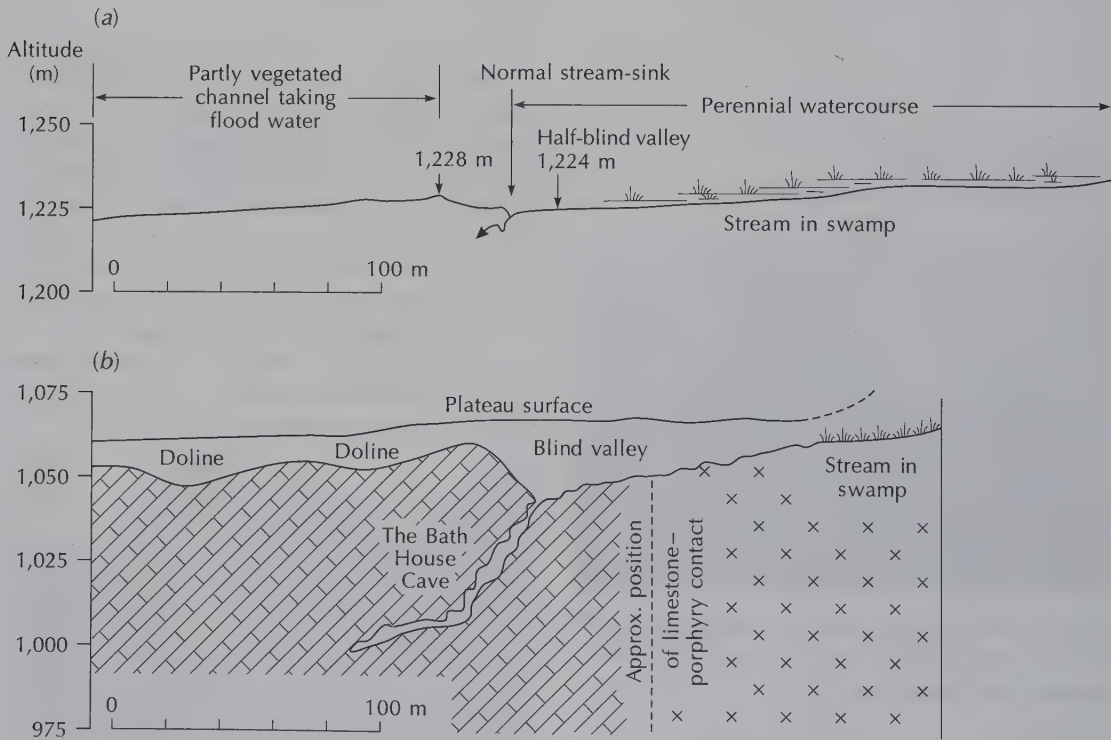 (a)
Altitude
(m)
Partly vegetated
channel taking
flood water
Normal stream-sink
Perennial watercourse
1,250
1,228 m
Half-blind valley
1,224 m
1,225
Stream in swamp
0
100 m
1,200
(b)
1,075
Plateau surface
Doline
Doline
Blind valley
1,050
Stream in
swamp
The Bath
House
Cave
1,025
Approx. position
of limestone–
porphyry contact
1,000
0
100 m
975